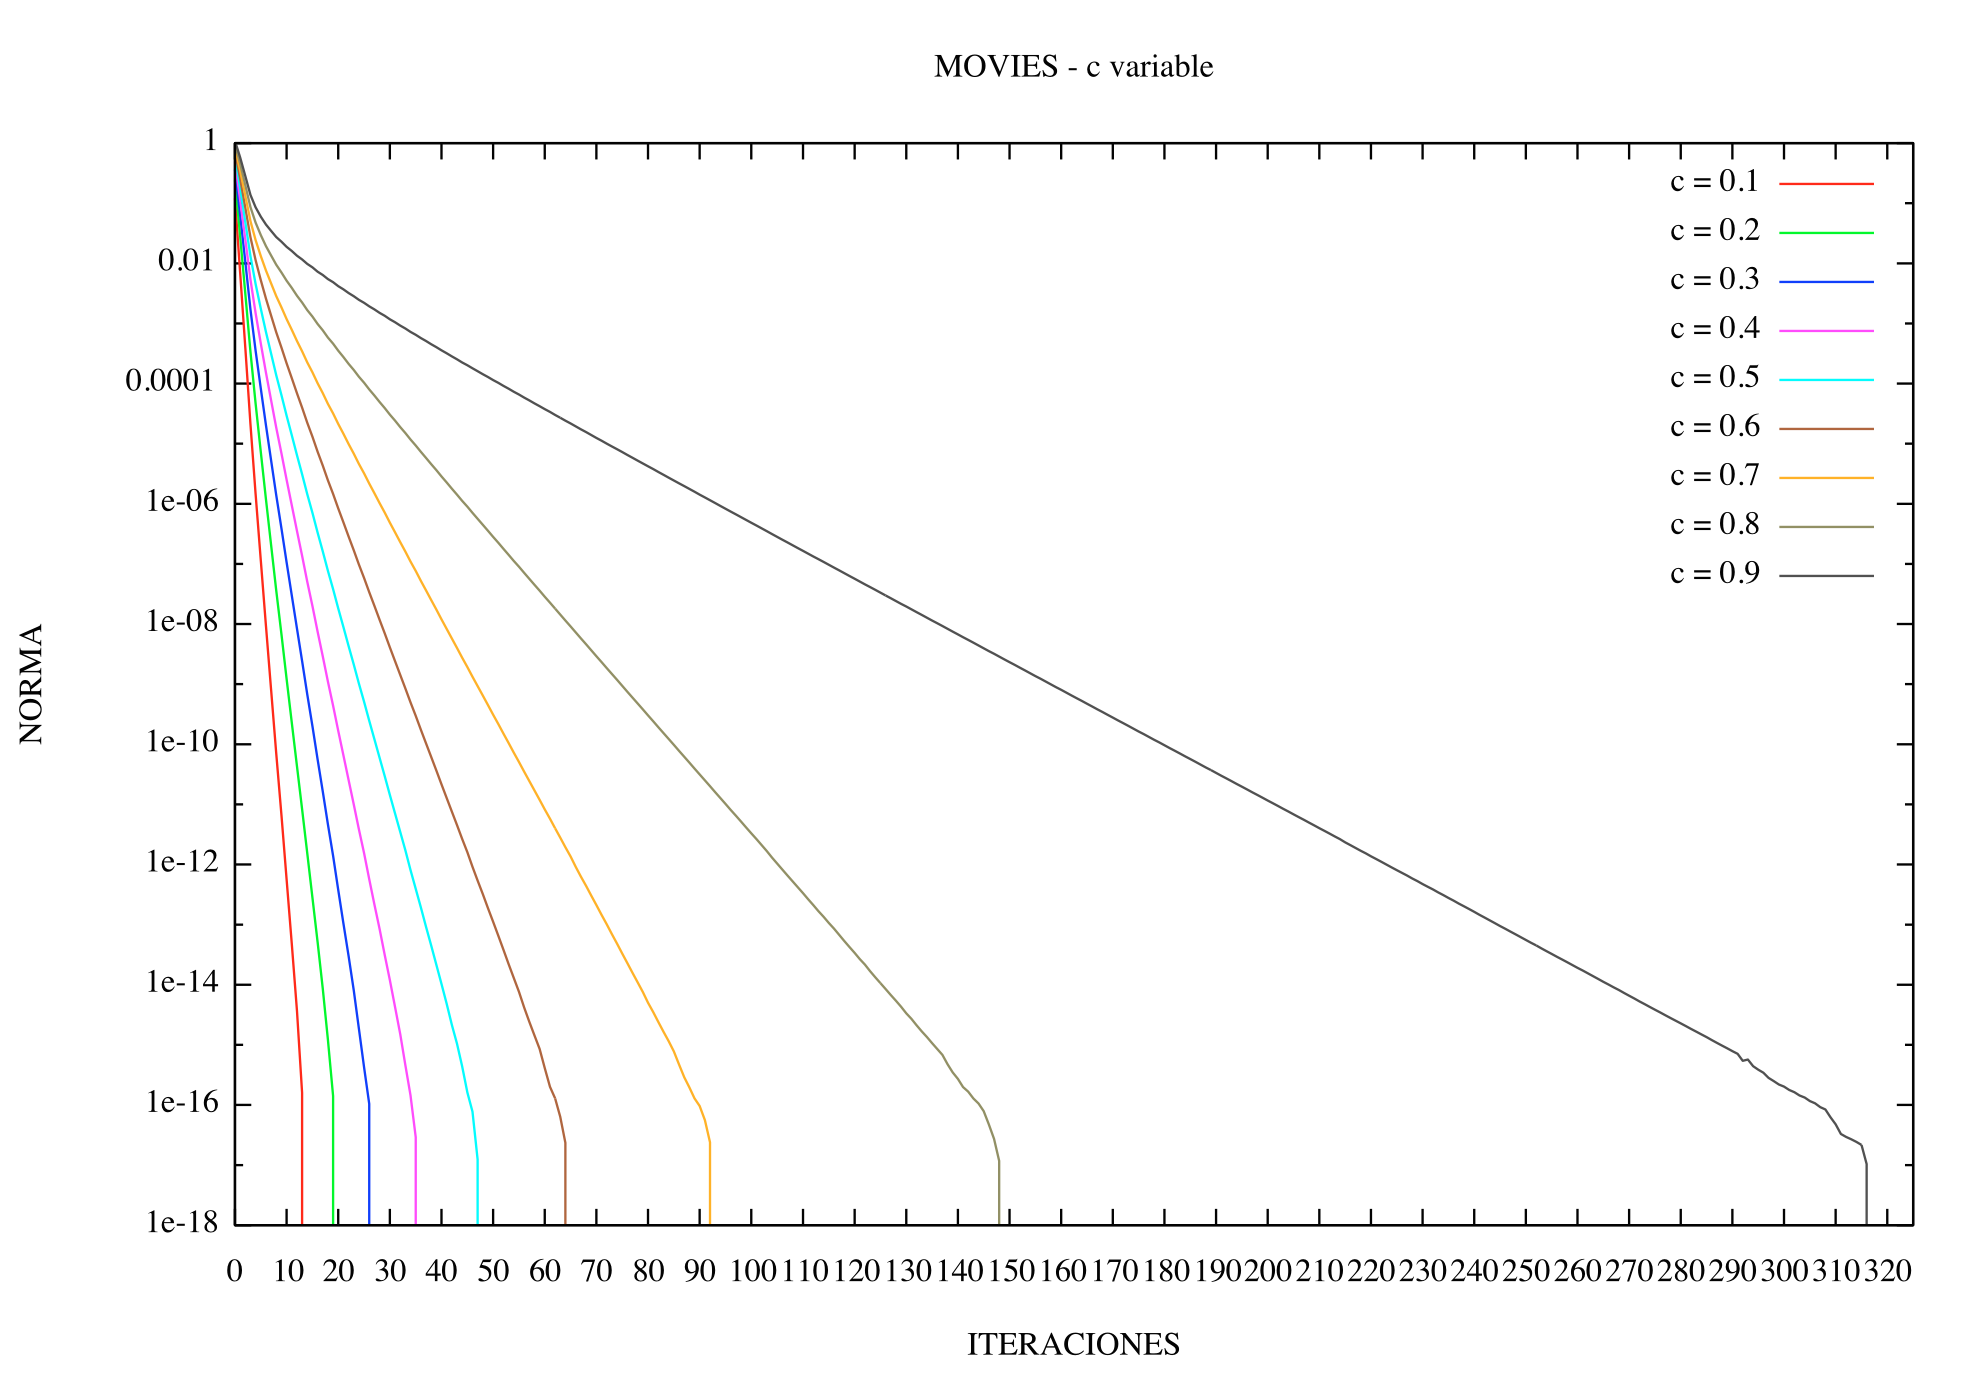 MOVIES - c variable
1
0.01
0.0001
1e-06
1e-08
1e-10
1e-12
1e-14
1e-16
1e-18
NORMA
c = 0.1
c = 0.2
c = 0.3
c = 0.4
c = 0.5
c = 0.6
c = 0.7
c = 0.8
c = 0.9
0 10 20 30 40 50 60 70 80 90 100 110 120 130 140 150 160 170 180 190 200 210 220 230 240 250 260 270 280 290 300 310 320
ITERACIONES